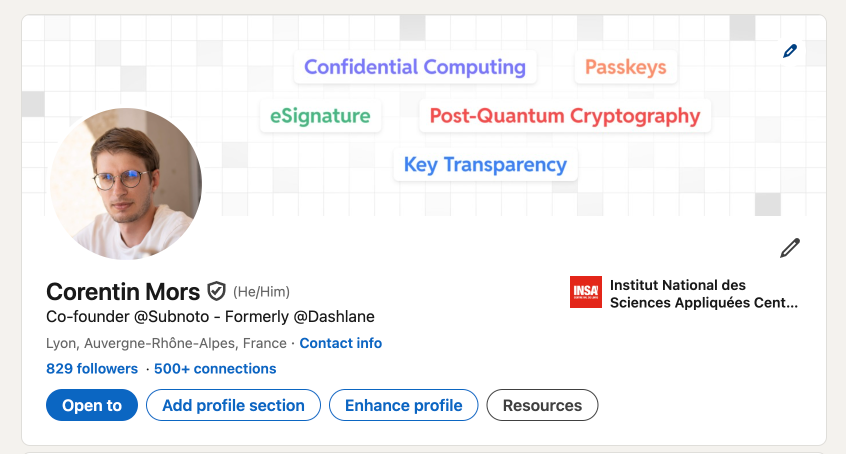 Confidential Computing
Passkeys
eSignature
Post-Quantum Cryptography
Key Transparency
Corentin Mors (He/Him)
Co-founder @Subnoto - Formerly @Dashlane
Lyon, Auvergne-Rhône-Alpes, France · Contact info
829 followers · 500+ connections
INSA
Institut National des
Sciences Appliquées Cent...
Open to
Add profile section
Enhance profile
Resources